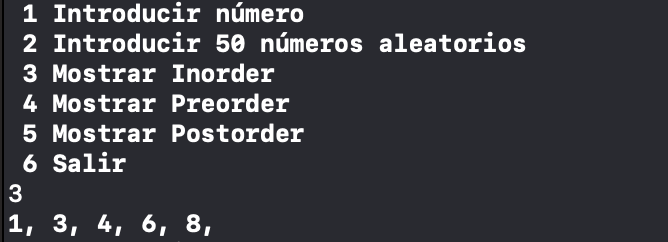 1 Introducir número
2 Introducir 50 números aleatorios
3 Mostrar Inorder
4 Mostrar Preorder
5 Mostrar Postorder
6 Salir
3
1, 3, 4, 6, 8,